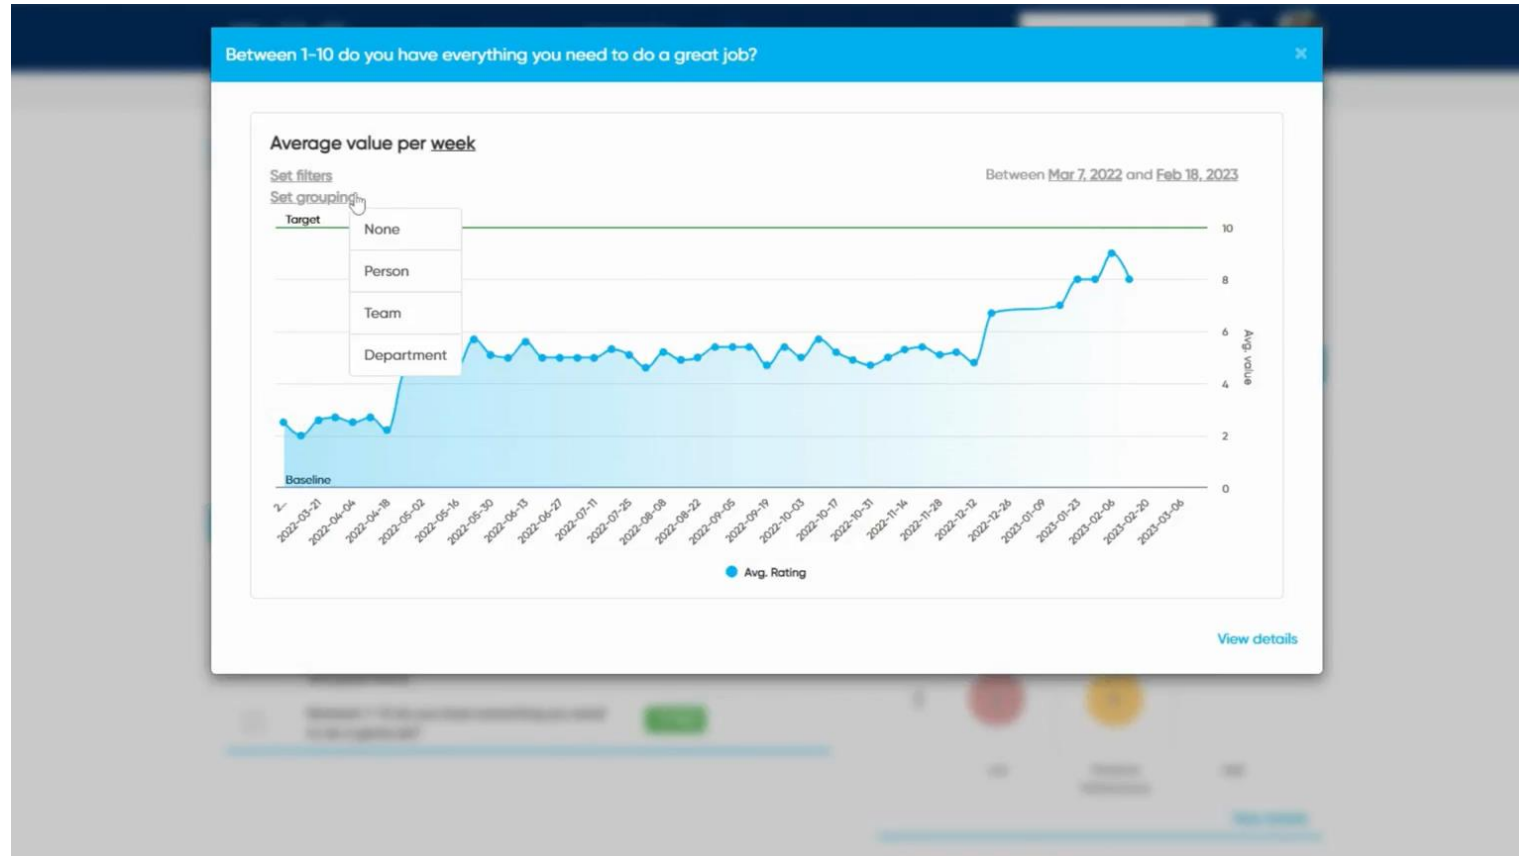 Between 1-10 do you have everything you need to do a great job?
×
Average value per week
Set filters
Between Mar 7, 2022 and Feb 18, 2023
Set grouping
Target
None
Person
Team
Department
10
8
6
4
2
0
Avg. value
Baseline
2...
2022-03-21
2022-04-04
2022-04-18
2022-05-02
2022-05-16
2022-05-30
2022-06-13
2022-06-27
2022-07-11
2022-07-25
2022-08-08
2022-08-22
2022-09-05
2022-09-19
2022-10-03
2022-10-17
2022-10-31
2022-11-14
2022-11-28
2022-12-12
2022-12-26
2023-01-09
2023-01-23
2023-02-06
2023-02-20
2023-03-06
Avg. Rating
View details